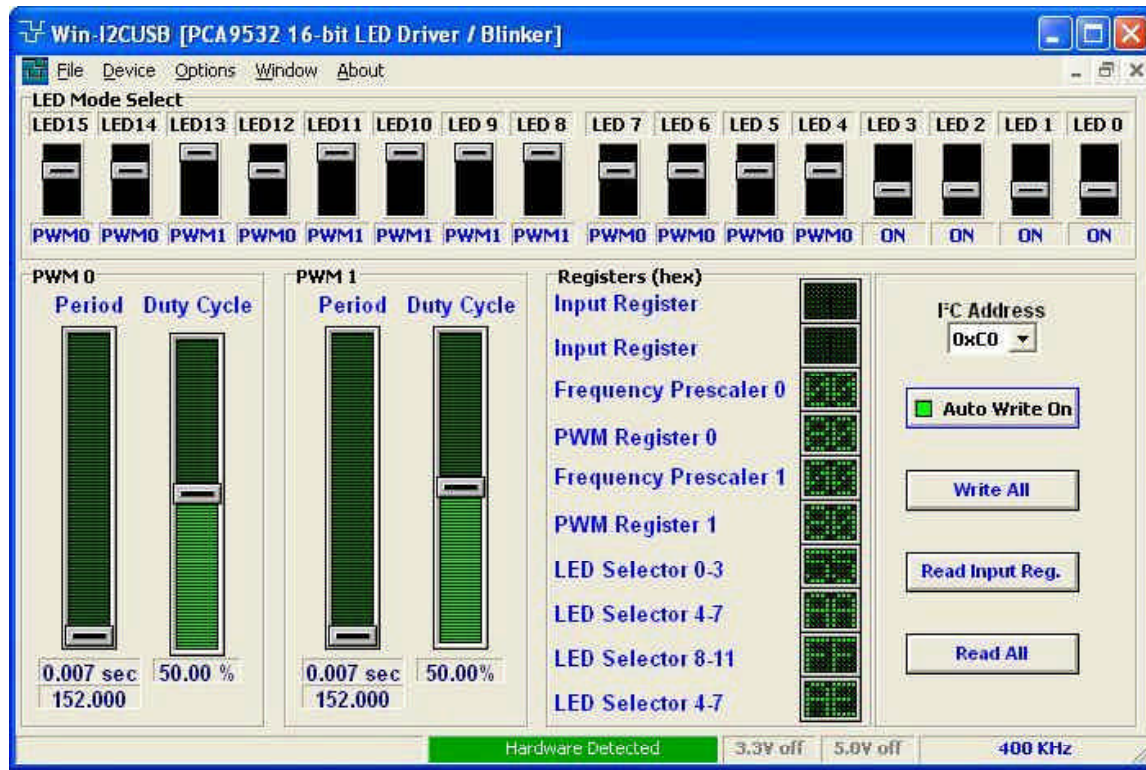 Win-I2CUSB [PCA9532 16-bit LED Driver / Blinker]
File Device Options Window About
LED Mode Select
LED15 LED14 LED13 LED12 LED11 LED10 LED 9 LED 8 LED 7 LED 6 LED 5 LED 4 LED 3 LED 2 LED 1 LED 0
PWM0 PWM0 PWM1 PWM0 PWM1 PWM1 PWM1 PWM1 PWM0 PWM0 PWM0 PWM0 ON ON ON ON
PWM 0
Period Duty Cycle
0.007 sec 50.00 %
152.000
PWM 1
Period Duty Cycle
0.007 sec 50.00%
152.000
Registers (hex)
Input Register
Input Register
Frequency Prescaler 0
PWM Register 0
Frequency Prescaler 1
PWM Register 1
LED Selector 0-3
LED Selector 4-7
LED Selector 8-11
LED Selector 4-7
I²C Address
0xC0
Auto Write On
Write All
Read Input Reg.
Read All
Hardware Detected 3.3V off 5.0V off 400 KHz